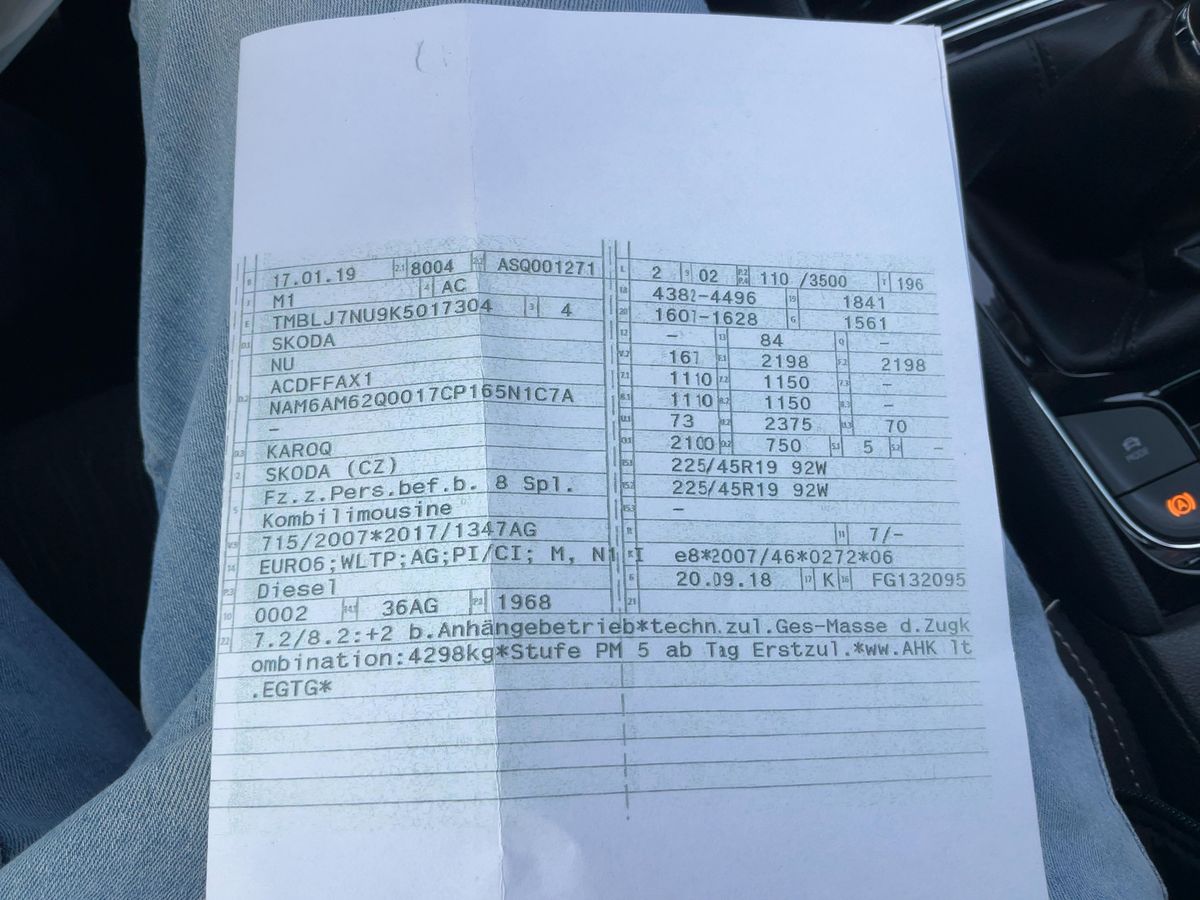 B 17.01.19 2.1 8004 2.2 ASQ001271
J M1 4 AC
E TMBLJ7NU9K5017304 3 4
D.1 SKODA
NU
D.2 ACDFFAX1
NAM6AM62Q0017CP165N1C7A
–
D.3 KAROQ
2 SKODA (CZ)
5 Fz.z.Pers.bef.b. 8 Spl.
Kombilimousine
V.9 715/2007*2017/1347AG
14 EURO6;WLTP;AG;PI/CI; M, N1 I
P.3 Diesel
10 0002 14.1 36AG P.1 1968
L 2 9 02 P.2 P.4 110 /3500 T 196
18 4382-4496 19 1841
20 1607-1628 G 1561
12 – 13 84 Q –
V.7 167 F.1 2198 F.2 2198
7.1 1110 7.2 1150 7.3 –
8.1 1110 8.2 1150 8.3 –
U.1 73 U.2 2375 U.3 70
O.1 2100 O.2 750 S.1 5 S.2 –
15.1 225/45R19 92W
15.2 225/45R19 92W
15.3 –
R 11 7/–
K e8*2007/46*0272*06
6 20.09.18 17 K 16 FG132095
21
22 7.2/8.2:+2 b.Anhängebetrieb*techn.zul.Ges-Masse d.Zugk
ombination:4298kg*Stufe PM 5 ab Tag Erstzul.*ww.AHK lt
.EGTG*
MODE
A